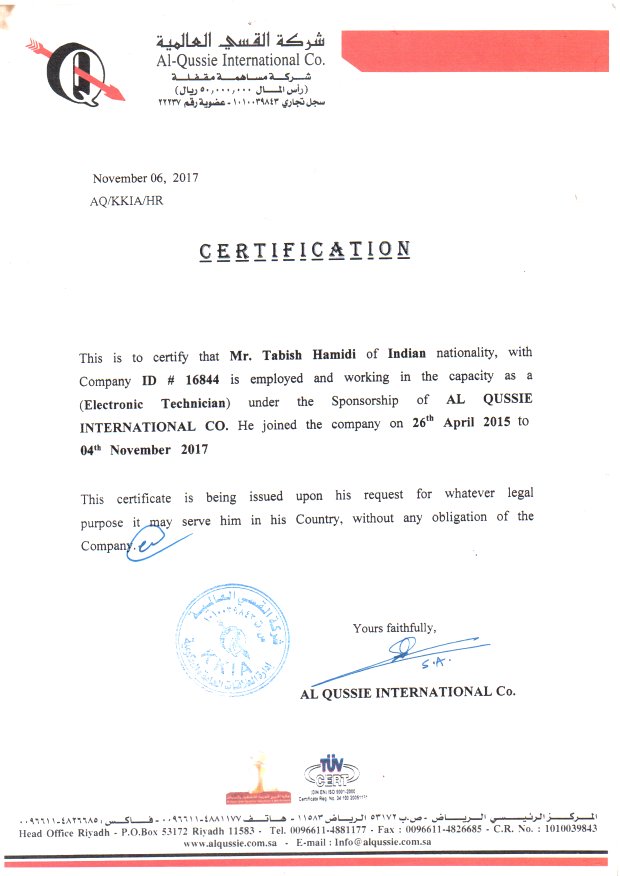 شركة القسي العالمية
Al-Qussie International Co.
شركة مساهمة مقفلة
(رأس المال ٥٠,٠٠٠,٠٠٠ ريال)
سجل تجاري ١٠١٠٠٣٩٨٤٣ - عضوية رقم ٢٢٢٣٧
November 06, 2017
AQ/KKIA/HR
CERTIFICATION
This is to certify that Mr. Tabish Hamidi of Indian nationality, with
Company ID # 16844 is employed and working in the capacity as a
(Electronic Technician) under the Sponsorship of AL QUSSIE
INTERNATIONAL CO. He joined the company on 26th April 2015 to
04th November 2017
This certificate is being issued upon his request for whatever legal
purpose it may serve him in his Country, without any obligation of the
Company.
شركة القسي العالمية
س.ت ١٠١٠٠٣٩٨٤٣
KKIA
Yours faithfully,
S.A.
AL QUSSIE INTERNATIONAL Co.
TÜV
CERT
DIN EN ISO 9001:2000
Certificate Reg. No.
المركز الرئيسي الرياض - ص.ب ٥٣١٧٢ الرياض ١١٥٨٣ - هاتف ٤٨٨١١٧٧-٠٠٩٦٦١١ - فاكس: ٤٨٢٦٦٨٥-٠٠٩٦٦١١
Head Office Riyadh - P.O.Box 53172 Riyadh 11583 - Tel. 0096611-4881177 - Fax : 0096611-4826685 - C.R. No. : 1010039843
www.alqussie.com.sa - E-mail : Info@alqussie.com.sa